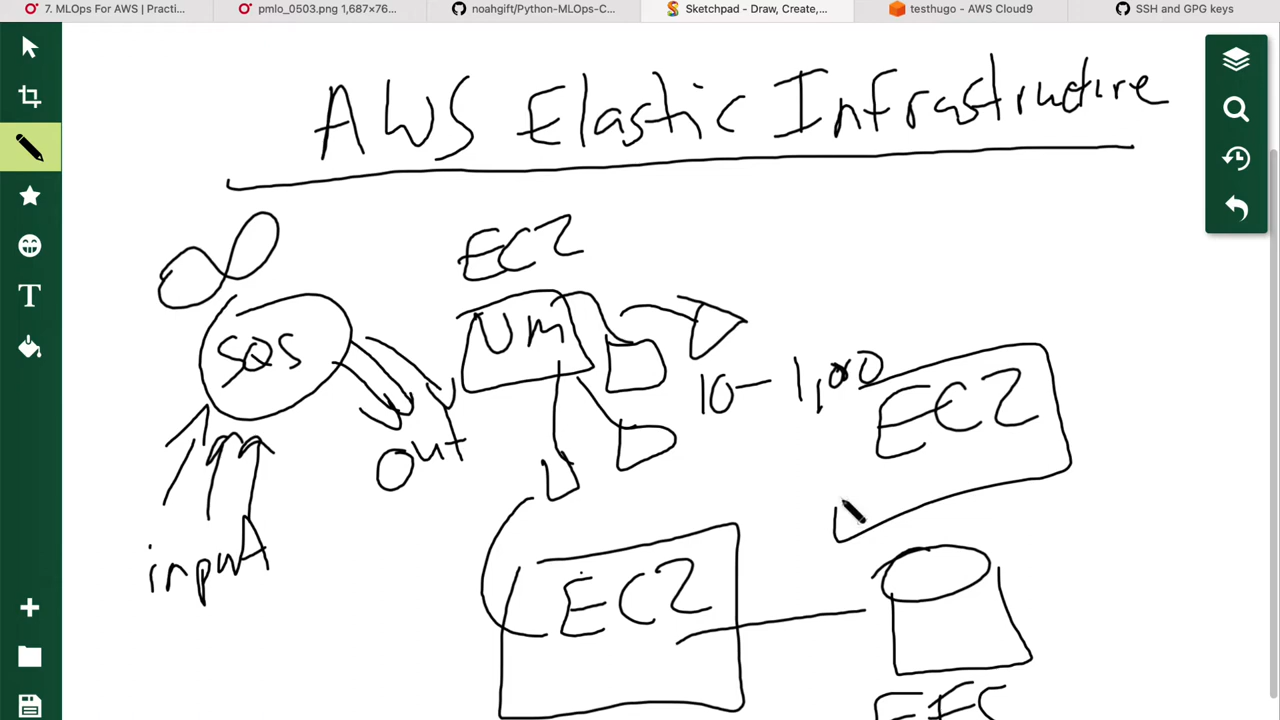 7. MLOps For AWS | Practi...
pmlo_0503.png 1,687×76...
noahgift/Python-MLOps-C...
Sketchpad - Draw, Create,...
testhugo - AWS Cloud9
SSH and GPG keys
AWS Elastic Infrastructure
EC2
SQS
VM
10-1,00
EC2
out
input
EC2
EFS
T